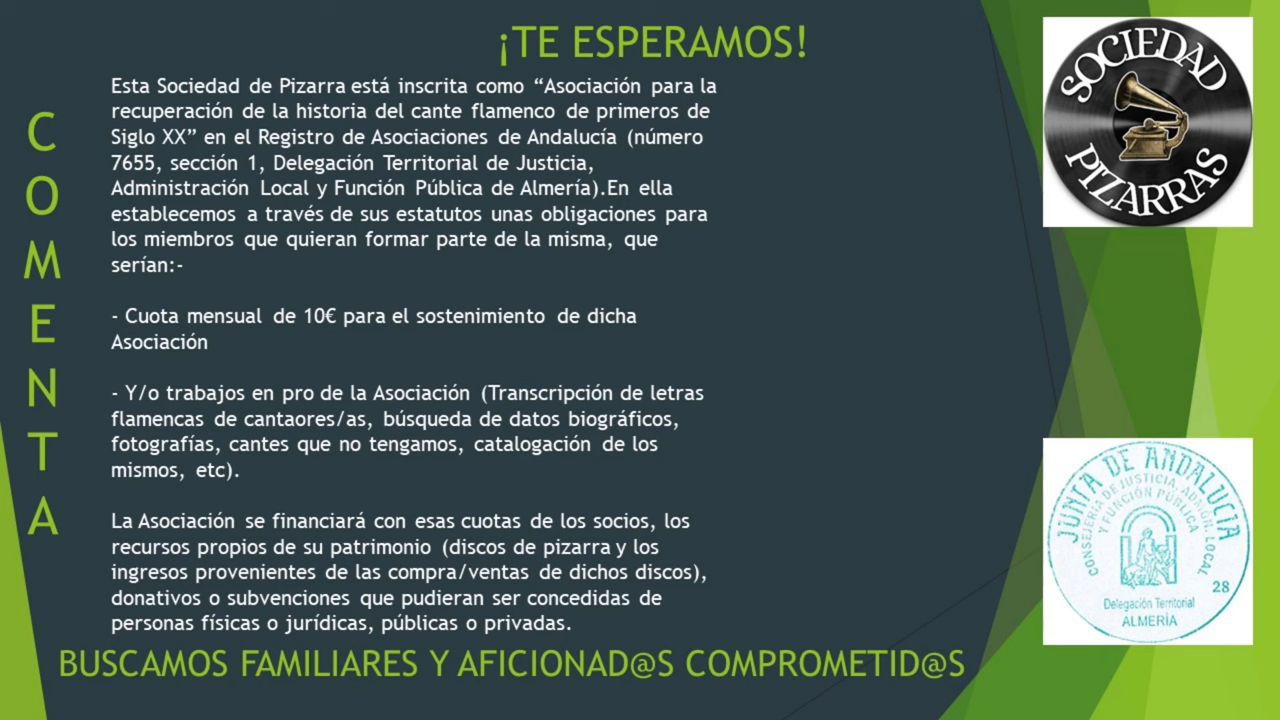 ¡TE ESPERAMOS!
Esta Sociedad de Pizarra está inscrita como “Asociación para la
recuperación de la historia del cante flamenco de primeros de
Siglo XX” en el Registro de Asociaciones de Andalucía (número
7655, sección 1, Delegación Territorial de Justicia,
Administración Local y Función Pública de Almería).En ella
establecemos a través de sus estatutos unas obligaciones para
los miembros que quieran formar parte de la misma, que
serían:-
- Cuota mensual de 10€ para el sostenimiento de dicha
Asociación
- Y/o trabajos en pro de la Asociación (Transcripción de letras
flamencas de cantaores/as, búsqueda de datos biográficos,
fotografías, cantes que no tengamos, catalogación de los
mismos, etc).
La Asociación se financiará con esas cuotas de los socios, los
recursos propios de su patrimonio (discos de pizarra y los
ingresos provenientes de las compra/ventas de dichos discos),
donativos o subvenciones que pudieran ser concedidas de
personas físicas o jurídicas, públicas o privadas.
COMENTA
BUSCAMOS FAMILIARES Y AFICIONAD@S COMPROMETID@S
SOCIEDAD
PIZARRAS
JUNTA DE ANDALUCIA
CONSEJERÍA DE JUSTICIA, ADMÓN. LOCAL
Y FUNCIÓN PÚBLICA
28
Delegación Territorial
ALMERÍA